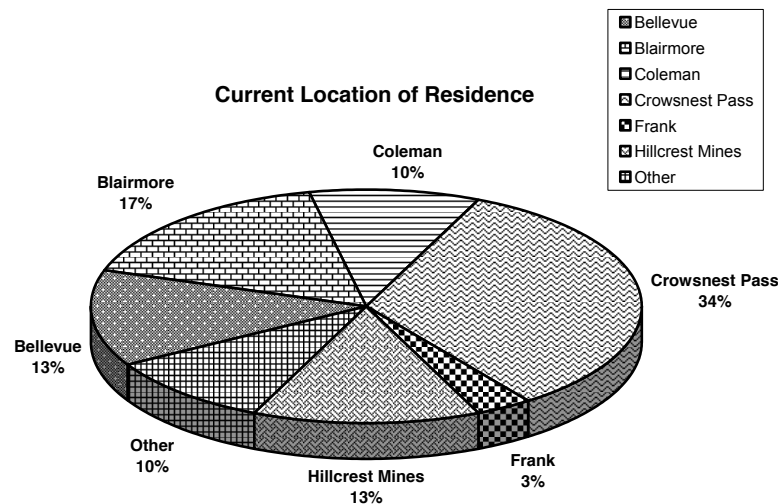 Bellevue
Blairmore
Coleman
Crowsnest Pass
Frank
Hillcrest Mines
Other
Current Location of Residence
Coleman
10%
Blairmore
17%
Crowsnest Pass
34%
Bellevue
13%
Other
10%
Hillcrest Mines
13%
Frank
3%